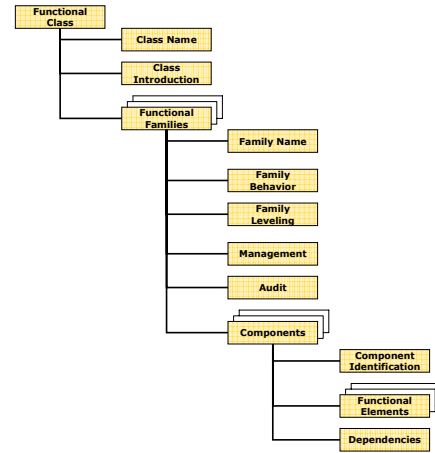 Functional
Class
Class Name
Class
Introduction
Functional
Families
Family Name
Family
Behavior
Family
Leveling
Management
Audit
Components
Component
Identification
Functional
Elements
Dependencies